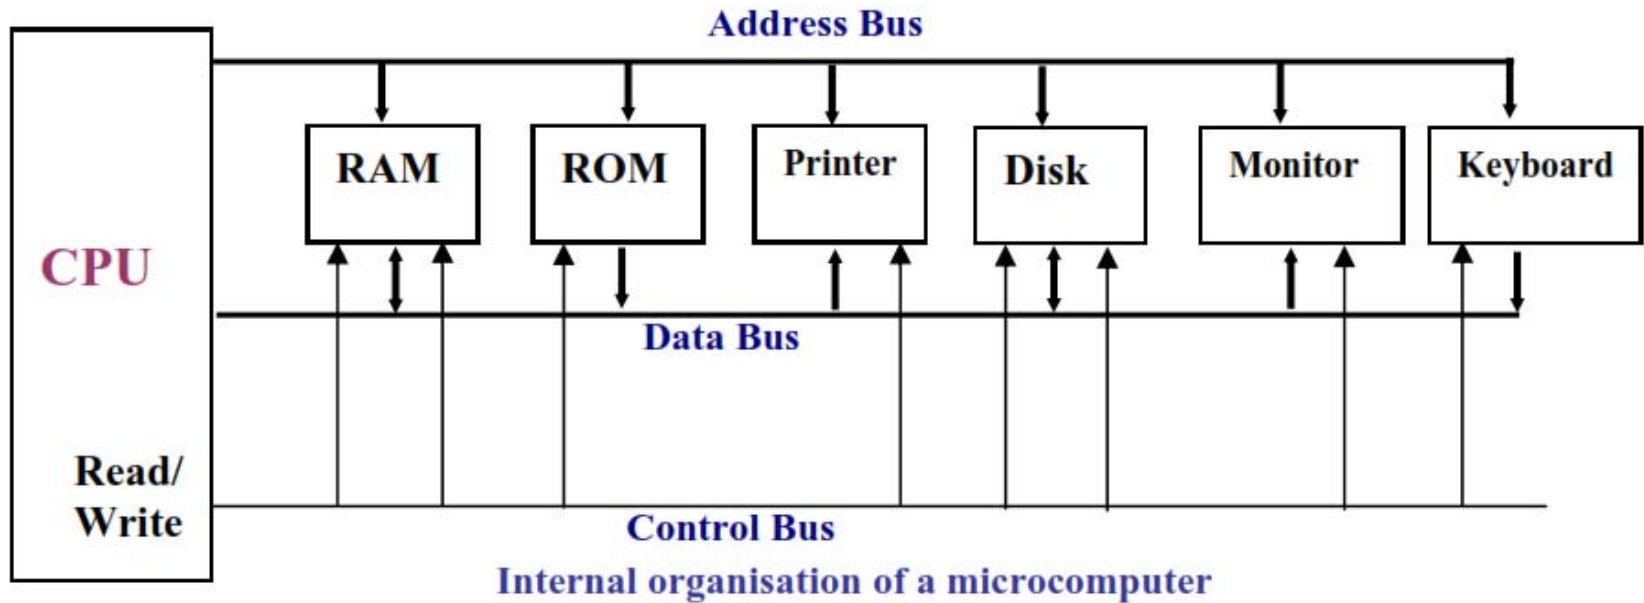 Address Bus
RAM
ROM
Printer
Disk
Monitor
Keyboard
CPU
Data Bus
Read/
Write
Control Bus
Internal organisation of a microcomputer